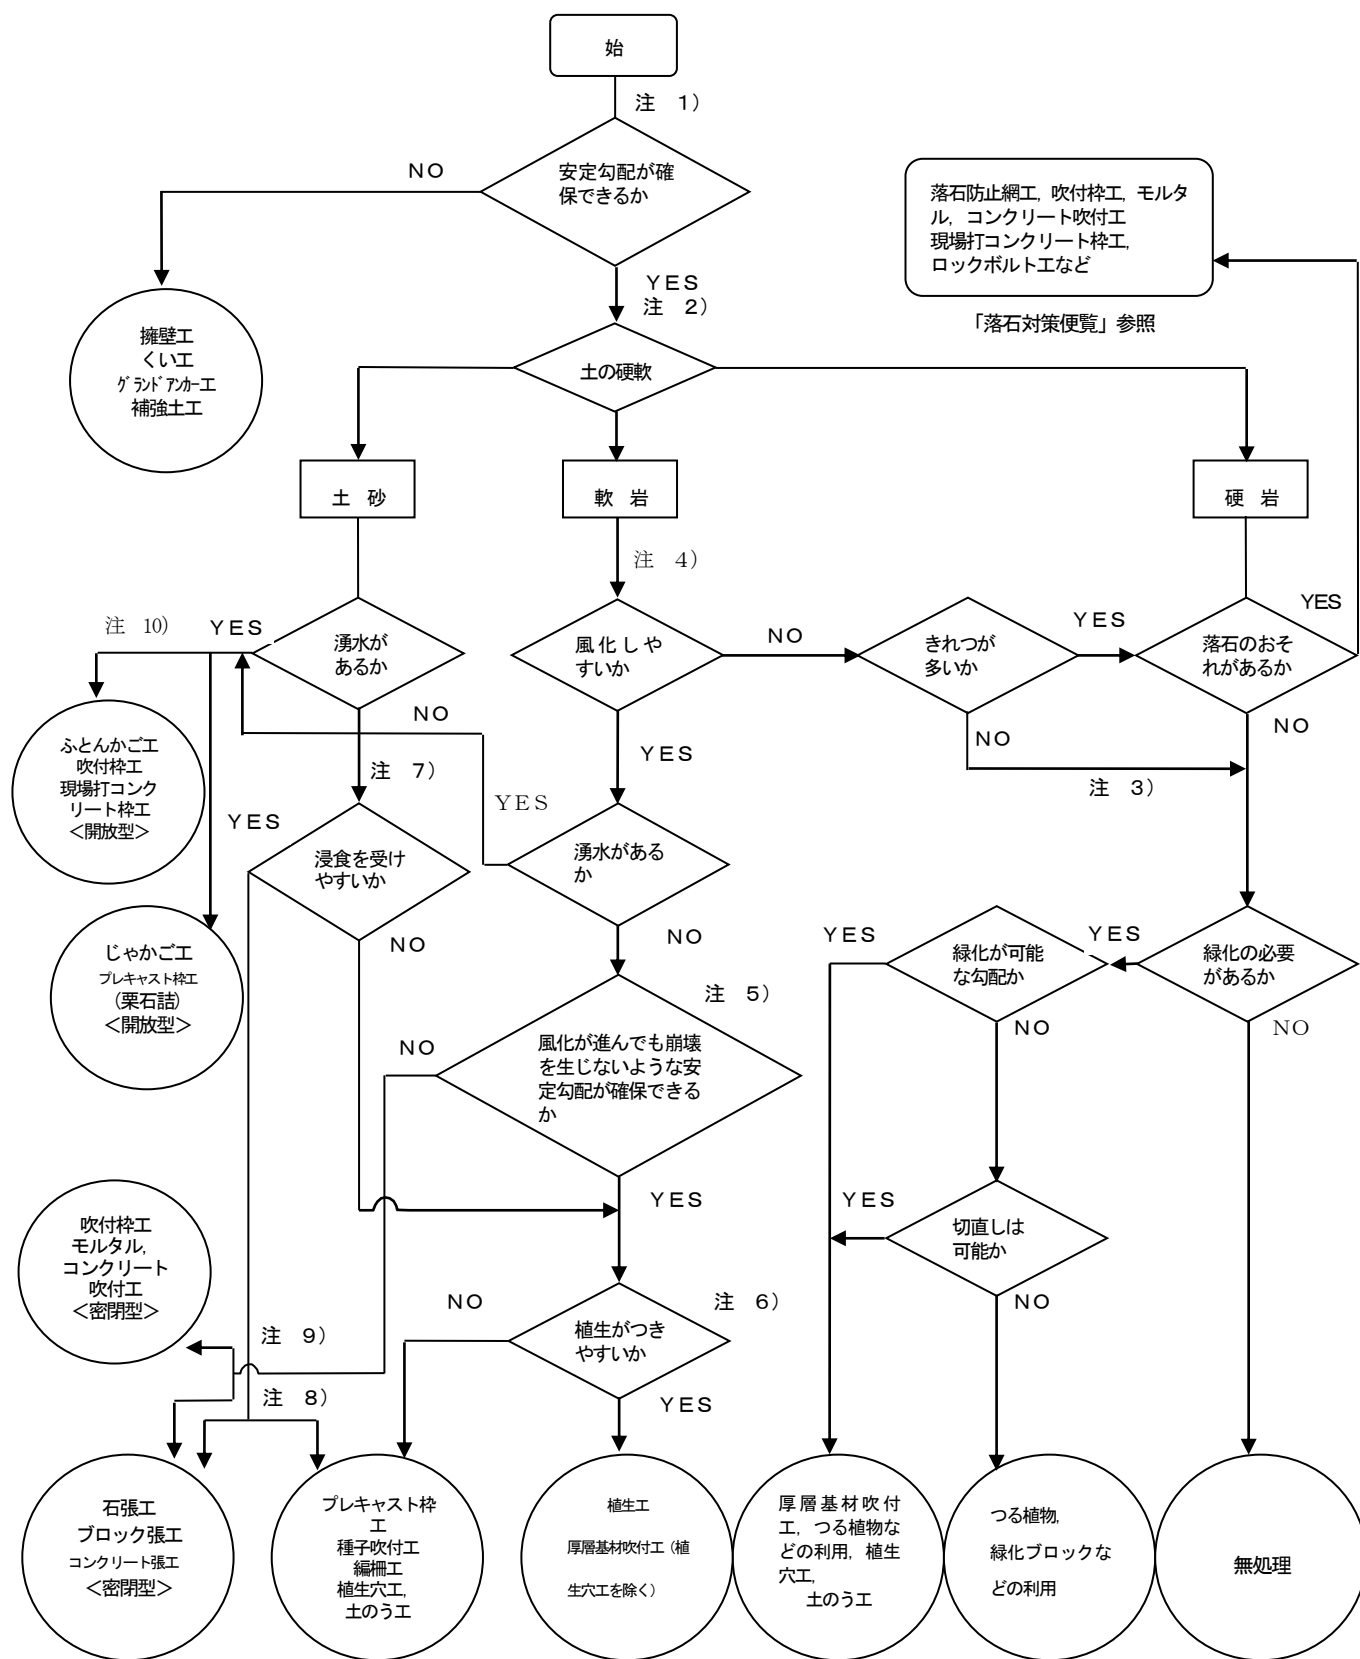 始
注　1）
安定勾配が確
保できるか
NO
YES
落石防止網工, 吹付枠工, モルタ
ル, コンクリート吹付工
現場打コンクリート枠工,
ロックボルト工など
「落石対策便覧」参照
擁壁工
くい工
グランドアンカー工
補強土工
注　2）
土の硬軟
土　砂
軟　岩
硬　岩
注　4）
注　10）
YES
湧水が
あるか
NO
風化しや
すいか
NO
YES
きれつが
多いか
YES
NO
落石のおそ
れがあるか
YES
NO
注　3）
ふとんかご工
吹付枠工
現場打コンク
リート枠工
＜開放型＞
注　7）
YES
浸食を受け
やすいか
NO
YES
湧水がある
か
NO
じゃかご工
プレキャスト枠工
（栗石詰）
＜開放型＞
YES
緑化が可能
な勾配か
NO
YES
緑化の必要
があるか
NO
注　5）
NO
風化が進んでも崩壊
を生じないような安
定勾配が確保できる
か
YES
YES
切直しは
可能か
NO
吹付枠工
モルタル,
コンクリート
吹付工
＜密閉型＞
注　9）
注　8）
NO
注　6）
植生がつき
やすいか
YES
石張工
ブロック張工
コンクリート張工
＜密閉型＞
プレキャスト枠
工
種子吹付工
編柵工
植生穴工,
土のう工
植生工
厚層基材吹付工（植
生穴工を除く）
厚層基材吹付
工, つる植物な
どの利用, 植生
穴工,
土のう工
つる植物,
緑化ブロックな
どの利用
無処理